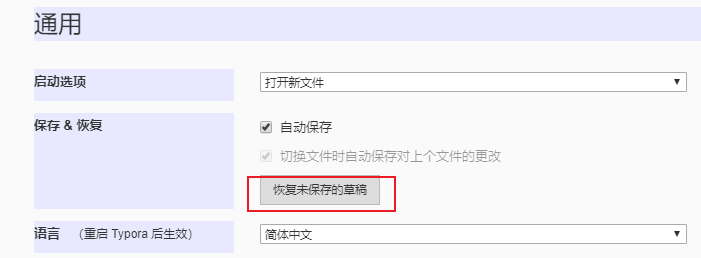 通用
启动选项
打开新文件
保存 & 恢复
自动保存
切换文件时自动保存对上个文件的更改
恢复未保存的草稿
语言 （重启 Typora 后生效）
简体中文